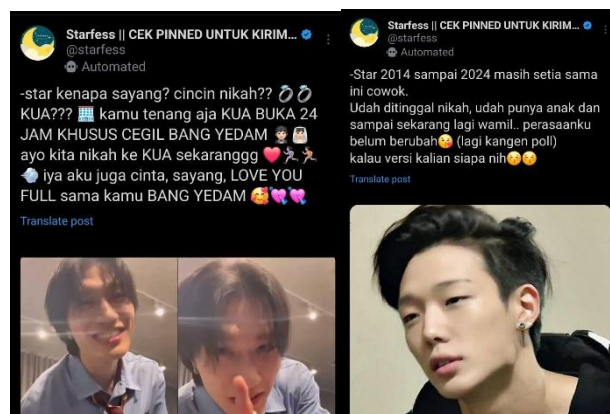 Starfess || CEK PINNED UNTUK KIRIM...
@starfess
Automated
-star kenapa sayang? cincin nikah?? 💍💍
KUA??? 🏢 kamu tenang aja KUA BUKA 24
JAM KHUSUS CEGIL BANG YEDAM 🤵🏻👰🏻
ayo kita nikah ke KUA sekaranggg ❤️🏃🏻‍♀️🏃🏻
💨 iya aku juga cinta, sayang, LOVE YOU
FULL sama kamu BANG YEDAM 🥰💘💘
Translate post
Starfess || CEK PINNED UNTUK KIRIM...
@starfess
Automated
-Star 2014 sampai 2024 masih setia sama
ini cowok.
Udah ditinggal nikah, udah punya anak dan
sampai sekarang lagi wamil.. perasaanku
belum berubah😘 (lagi kangen poll)
kalau versi kalian siapa nih😚😚
Translate post